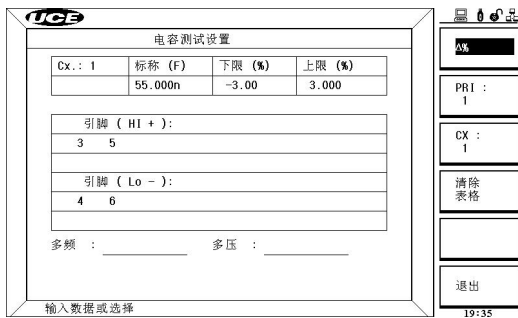 UCE
电容测试设置
Cx.: 1 标称 (F) 下限 (%) 上限 (%)
55.000n -3.00 3.000
引脚 ( HI + ):
3 5
引脚 ( Lo - ):
4 6
多频 : 多压 :
输入数据或选择
Δ%
PRI :
1
CX :
1
清除
表格
退出
19:35